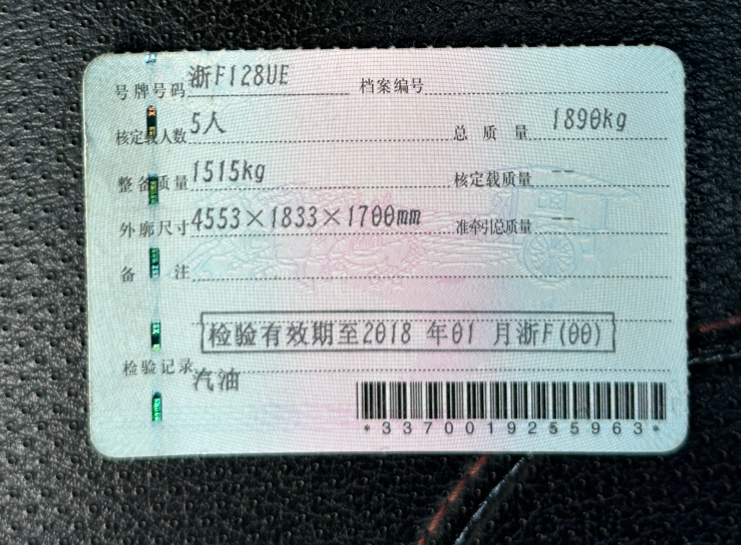 号牌号码 浙F128UE 档案编号
核定载人数 5人 总质量 1890kg
整备质量 1515kg 核定载质量 --
外廓尺寸 4553×1833×1700mm 准牵引总质量 --
备注
检验有效期至2018 年01 月浙F(00)
检验记录
汽油
*3370019255963*